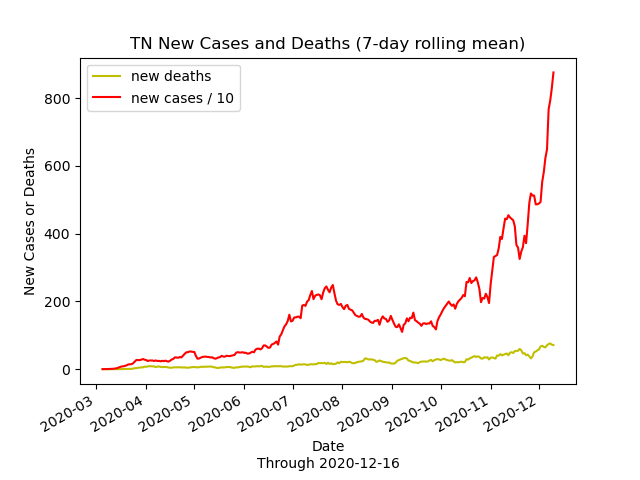 TN New Cases and Deaths (7-day rolling mean)
new deaths
new cases / 10
New Cases or Deaths
800
600
400
200
0
2020-03
2020-04
2020-05
2020-06
2020-07
2020-08
2020-09
2020-10
2020-11
2020-12
Date
Through 2020-12-16